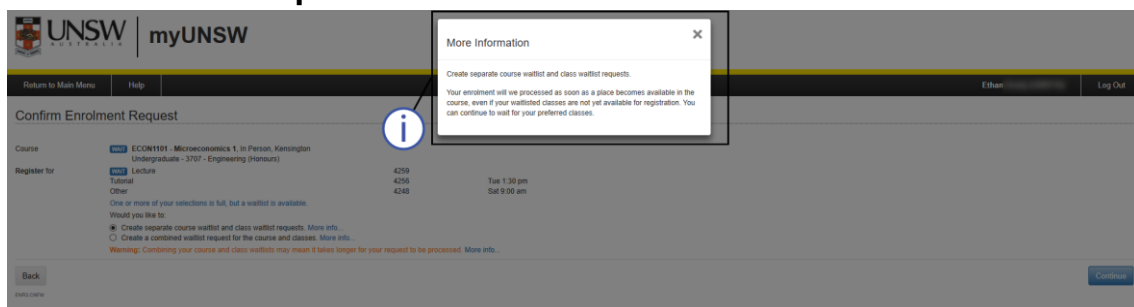 UNSW
AUSTRALIA
myUNSW
More Information
×
Create separate course waitlist and class waitlist requests.
Your enrolment will we processed as soon as a place becomes available in the
course, even if your waitlisted classes are not yet available for registration. You
can continue to wait for your preferred classes.
Return to Main Menu Help Ethan Log Out
Confirm Enrolment Request
i
Course WAIT ECON1101 - Microeconomics 1, In Person, Kensington
Undergraduate - 3707 - Engineering (Honours)
Register for WAIT Lecture 4259
Tutorial 4256 Tue 1:30 pm
Other 4248 Sat 9:00 am
One or more of your selections is full, but a waitlist is available.
Would you like to:
Create separate course waitlist and class waitlist requests. More info...
Create a combined waitlist request for the course and classes. More info...
Warning: Combining your course and class waitlists may mean it takes longer for your request to be processed. More info...
Back Continue